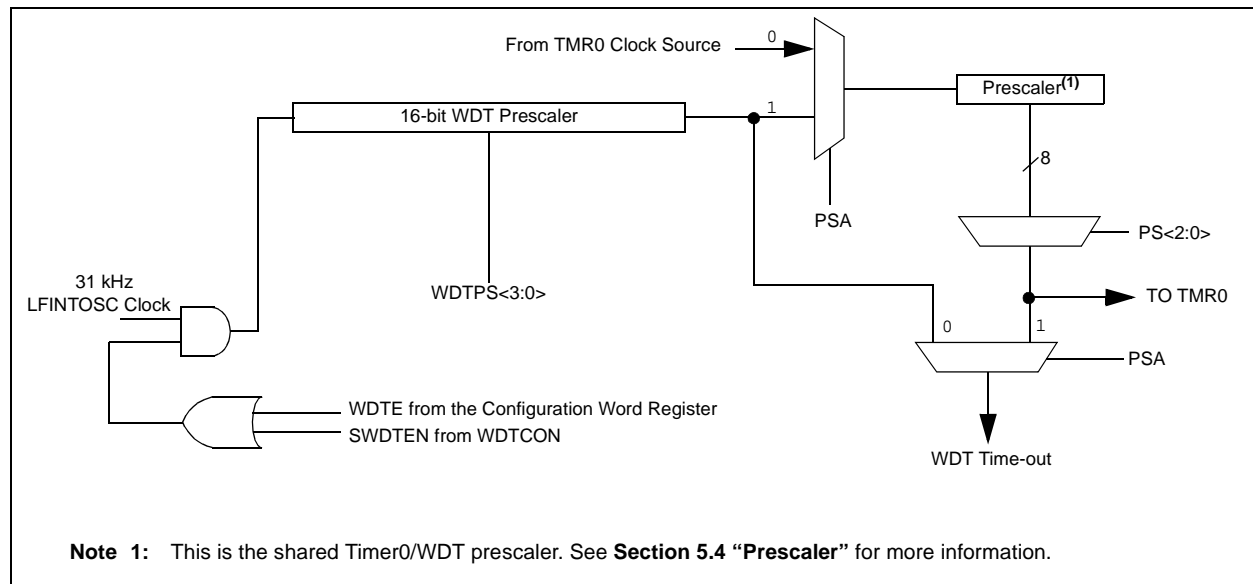 From TMR0 Clock Source
0
1
16-bit WDT Prescaler
Prescaler(1)
8
PSA
PS<2:0>
31 kHz
LFINTOSC Clock
WDTPS<3:0>
TO TMR0
0
1
PSA
WDTE from the Configuration Word Register
SWDTEN from WDTCON
WDT Time-out
Note 1: This is the shared Timer0/WDT prescaler. See Section 5.4 “Prescaler” for more information.